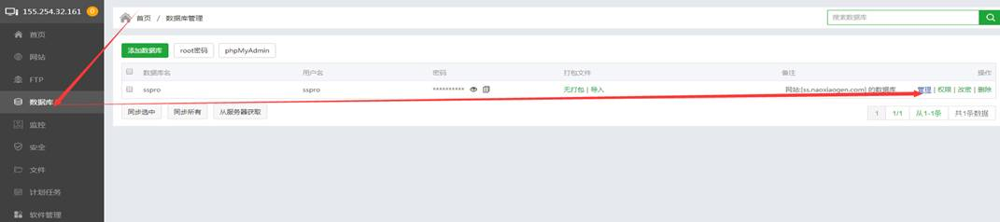 155.254.32.161 0
首页
网站
FTP
数据库
监控
安全
文件
计划任务
软件管理
首页 / 数据库管理
搜索数据库
添加数据库 root密码 phpMyAdmin
数据库名 用户名 密码 打包文件 备注 操作
sspro sspro ********** 无打包 | 导入 网站:[ss.naoxiaogen.com] 的数据库 管理 | 权限 | 改密 | 删除
同步选中 同步所有 从服务器获取
1 1/1 从1-1条 共1条数据